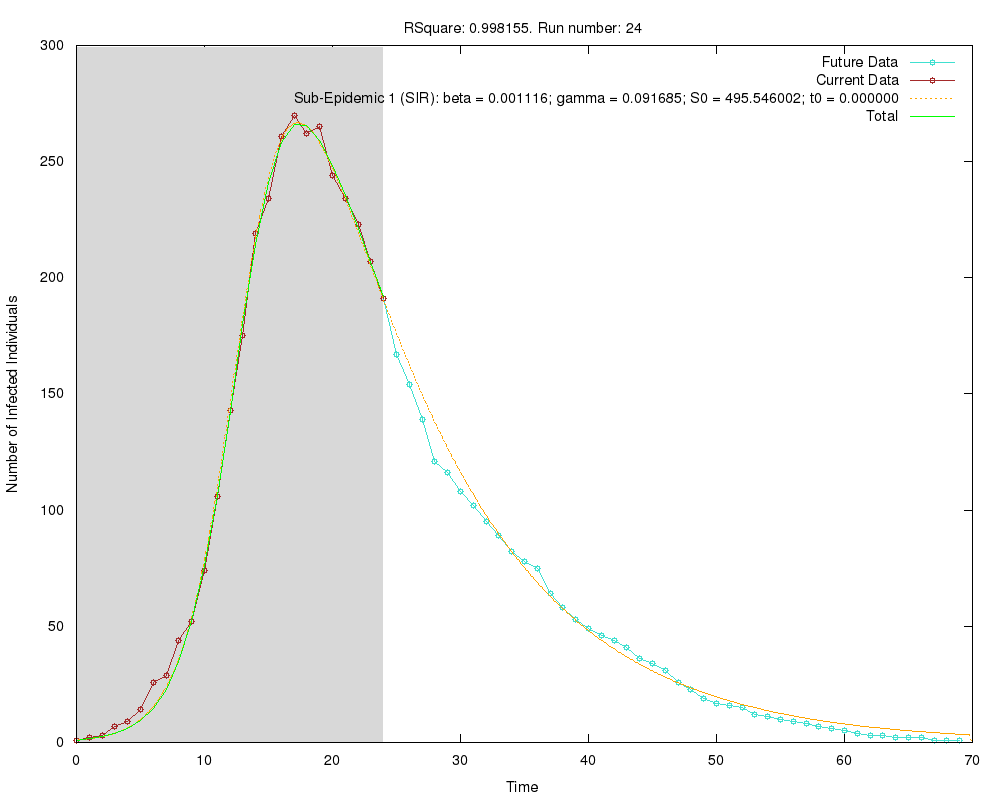 RSquare: 0.998155. Run number: 24
300
250
200
150
100
50
0
Number of Infected Individuals
Future Data
Current Data
Sub-Epidemic 1 (SIR): beta = 0.001116; gamma = 0.091685; S0 = 495.546002; t0 = 0.000000
Total
0 10 20 30 40 50 60 70
Time